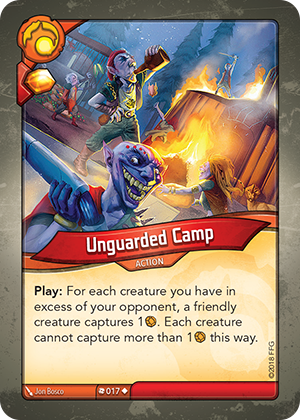 Unguarded Camp
ACTION
Play: For each creature you have in
excess of your opponent, a friendly
creature captures 1. Each creature
cannot capture more than 1 this way.
©2018 FFG
Jon Bosco
017